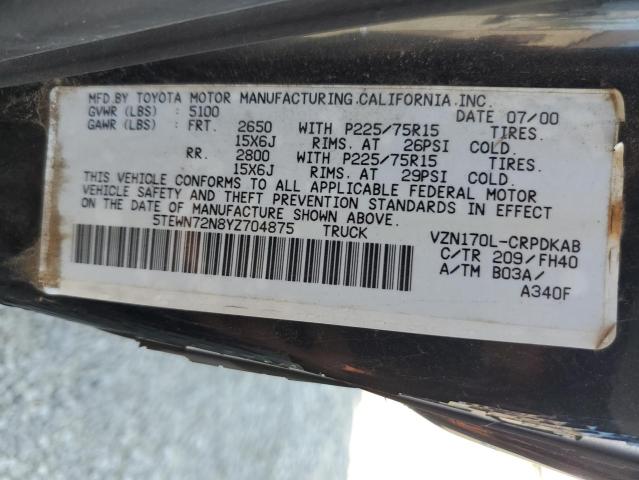 MFD.BY TOYOTA MOTOR MANUFACTURING,CALIFORNIA,INC.
GVWR (LBS) : 5100 DATE 07/00
GAWR (LBS) : FRT. 2650 WITH P225/75R15 TIRES.
15X6J RIMS. AT 26PSI COLD.
RR. 2800 WITH P225/75R15 TIRES.
15X6J RIMS. AT 29PSI COLD.
THIS VEHICLE CONFORMS TO ALL APPLICABLE FEDERAL MOTOR
VEHICLE SAFETY AND THEFT PREVENTION STANDARDS IN EFFECT
ON THE DATE OF MANUFACTURE SHOWN ABOVE.
5TEWN72N8YZ704875 TRUCK VZN170L-CRPDKAB
C/TR 209/FH40
A/TM B03A/
A340F